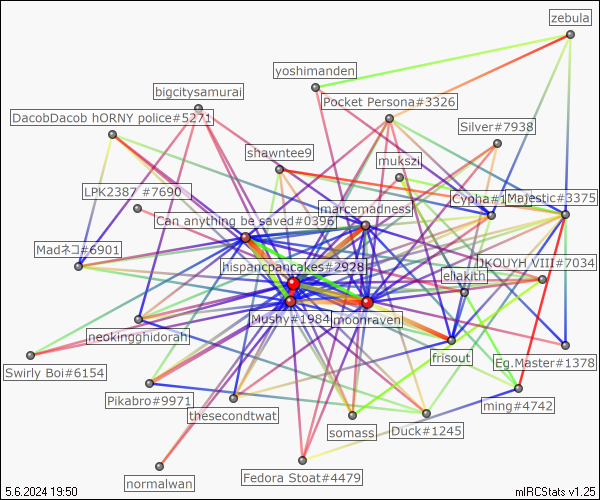 zebula
yoshimanden
bigcitysamurai
Pocket Persona#3326
DacobDacob hORNY police#5271
Silver#7938
shawntee9
mukszi
LPK2387 #7690
Cypha#1
Majestic#3375
marcemadness
Can anything be saved#0396
Madネコ#6901
hispancpancakes#2928
JKOUYH VIII#7034
eliakith
Mushy#1984
moonraven
neokingghidorah
frisout
Swirly Boi#6154
Eg.Master#1378
Pikabro#9971
ming#4742
thesecondtwat
somass
Duck#1245
normalwan
Fedora Stoat#4479
5.6.2024 19:50
mIRCStats v1.25